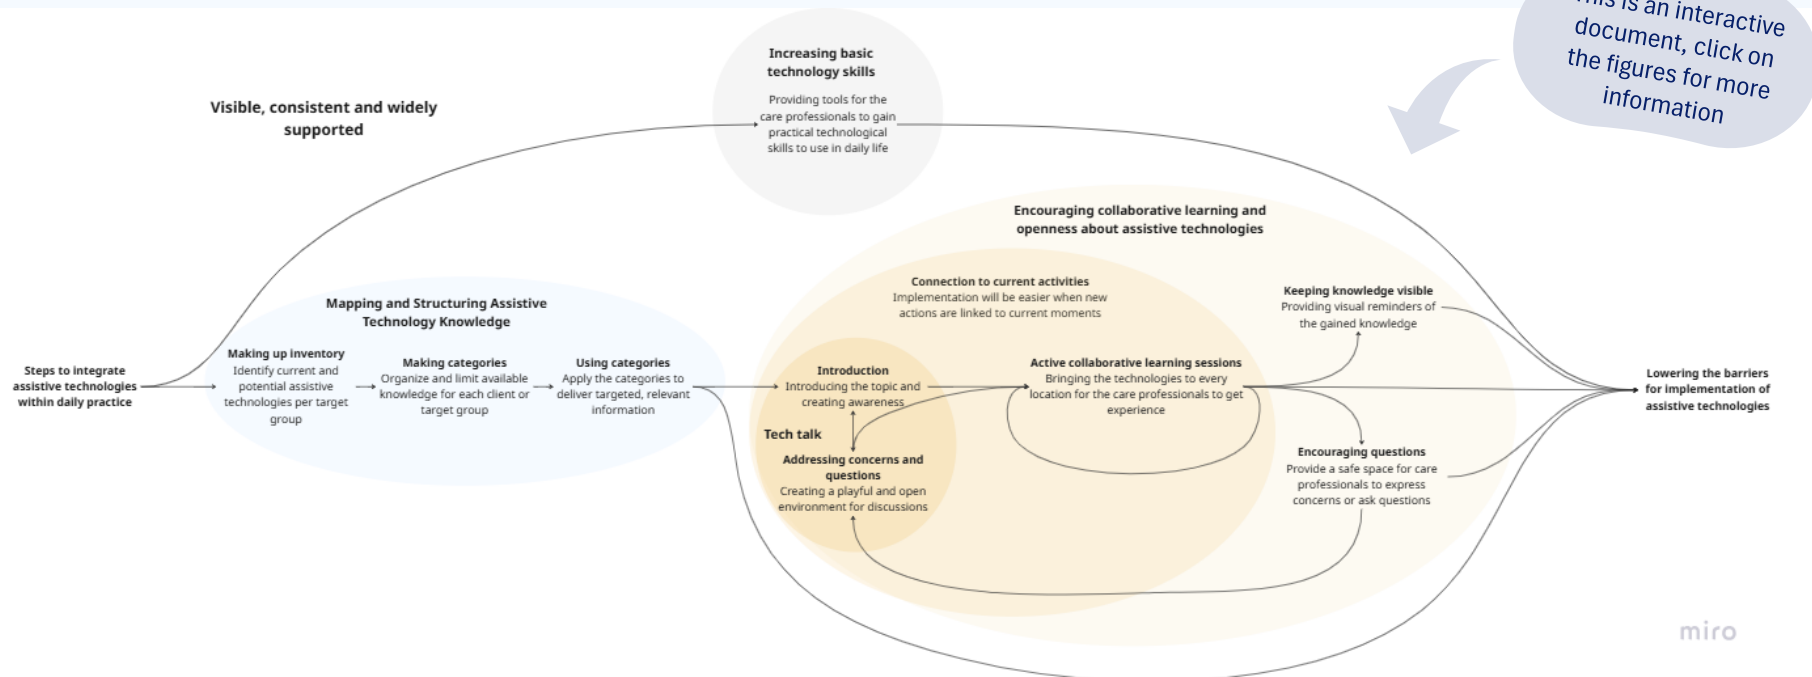 This is an interactive
document, click on
the figures for more
information
Increasing basic
technology skills
Providing tools for the
care professionals to gain
practical technological
skills to use in daily life
Visible, consistent and widely
supported
Encouraging collaborative learning and
openness about assistive technologies
Connection to current activities
Implementation will be easier when new
actions are linked to current moments
Keeping knowledge visible
Providing visual reminders of
the gained knowledge
Mapping and Structuring Assistive
Technology Knowledge
Steps to integrate
assistive technologies
within daily practice
Making up inventory
Identify current and
potential assistive
technologies per target
group
Making categories
Organize and limit available
knowledge for each client or
target group
Using categories
Apply the categories to
deliver targeted, relevant
information
Introduction
Introducing the topic and
creating awareness
Tech talk
Addressing concerns and
questions
Creating a playful and open
environment for discussions
Active collaborative learning sessions
Bringing the technologies to every
location for the care professionals to get
experience
Encouraging questions
Provide a safe space for care
professionals to express
concerns or ask questions
Lowering the barriers
for implementation of
assistive technologies
miro